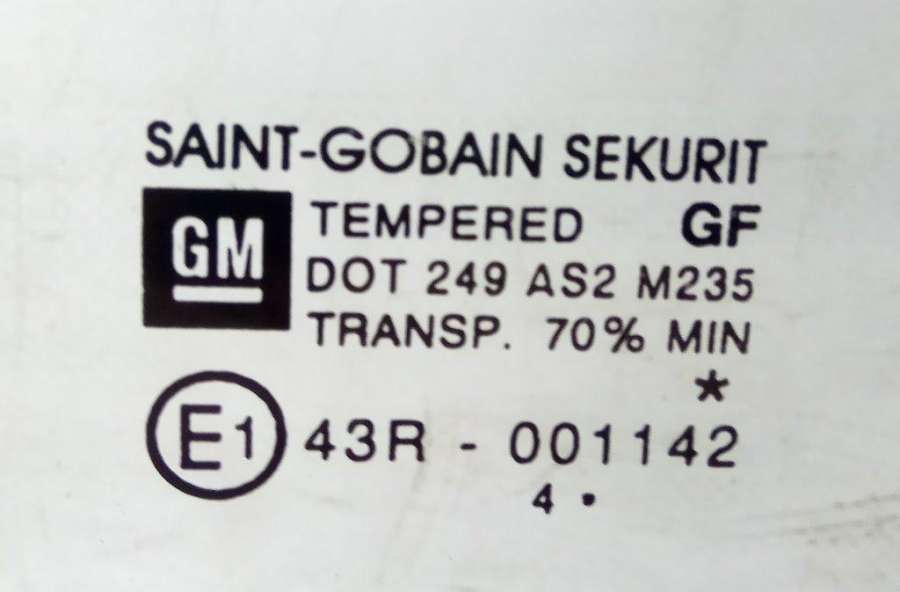 SAINT-GOBAIN SEKURIT
GM
TEMPERED GF
DOT 249 AS2 M235
TRANSP. 70% MIN
*
E1 43R - 001142
4 •